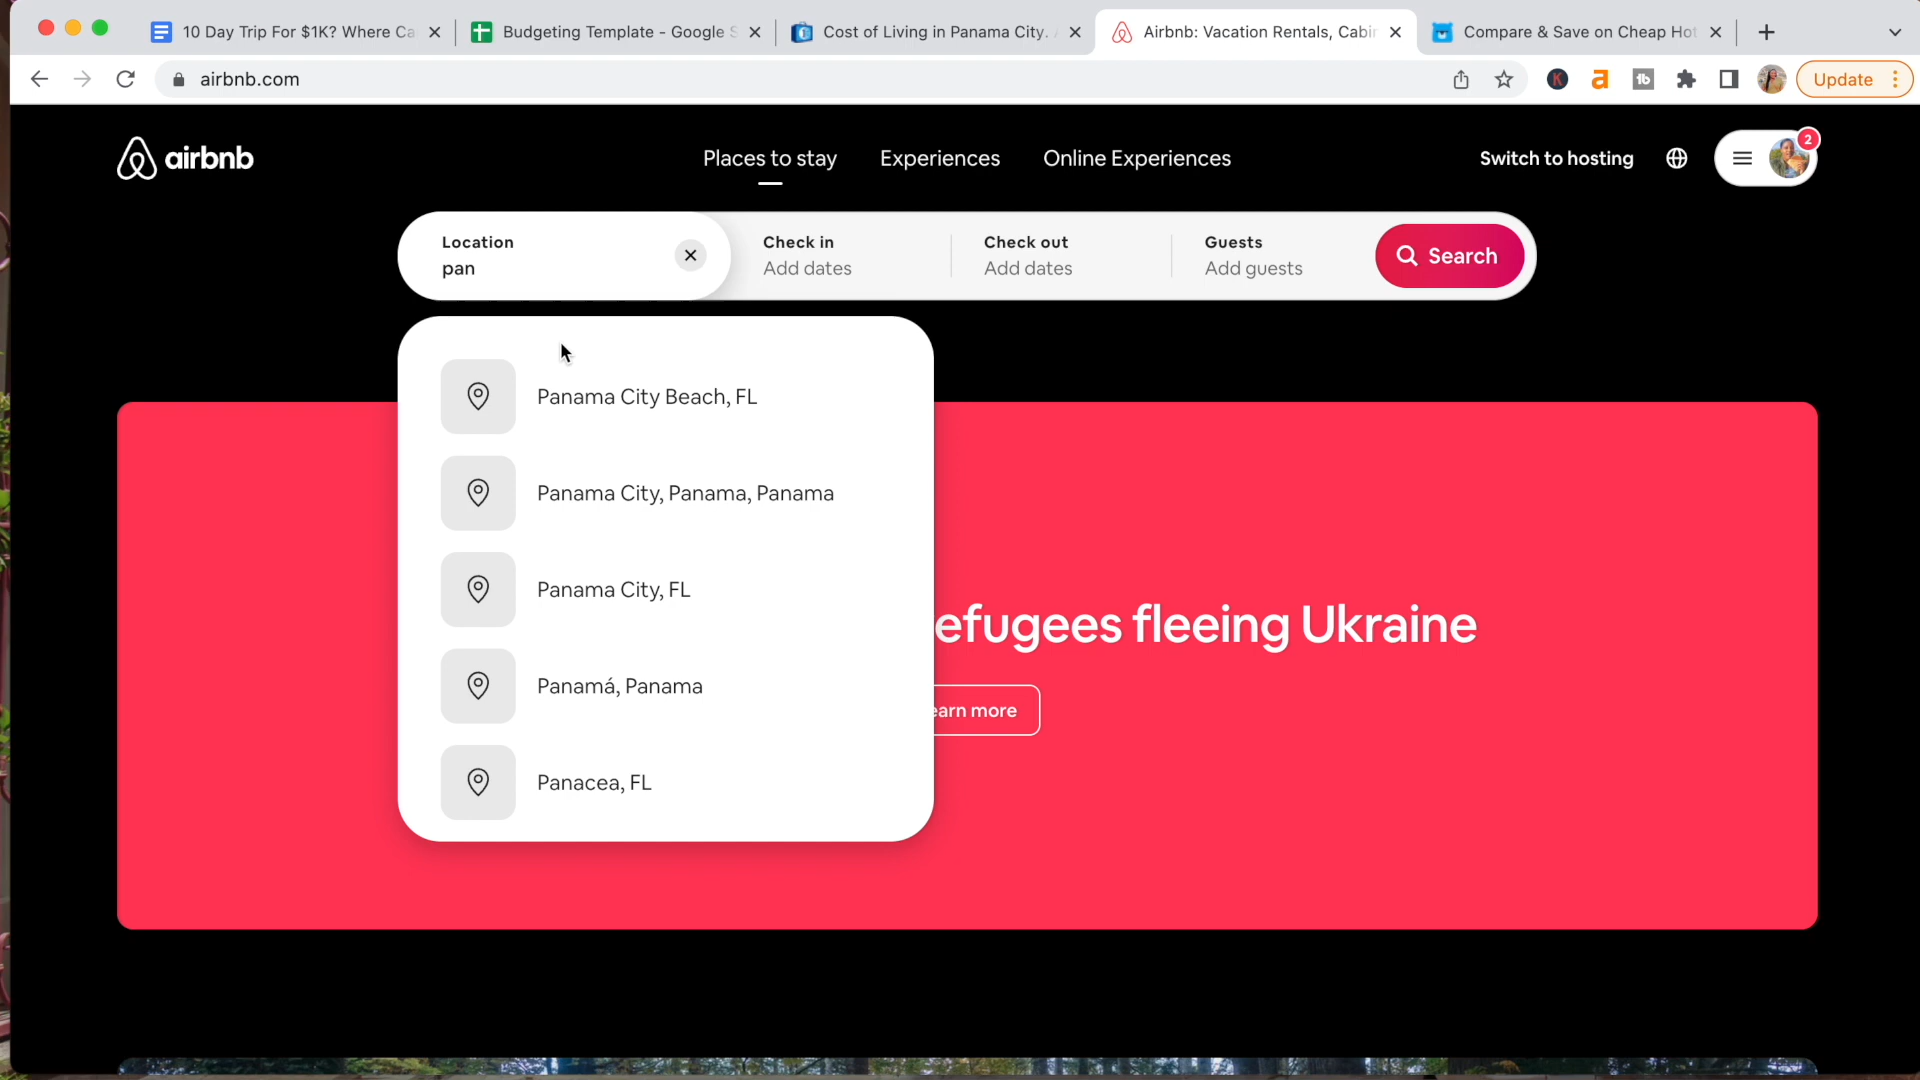 10 Day Trip For $1K? Where Ca
Budgeting Template - Google S
Cost of Living in Panama City. A
Airbnb: Vacation Rentals, Cabin
Compare & Save on Cheap Hot
airbnb.com
Update
airbnb
Places to stay
Experiences
Online Experiences
Switch to hosting
2
Location
pan
Check in
Add dates
Check out
Add dates
Guests
Add guests
Search
Panama City Beach, FL
Panama City, Panama, Panama
Panama City, FL
Panamá, Panama
Panacea, FL
efugees fleeing Ukraine
earn more